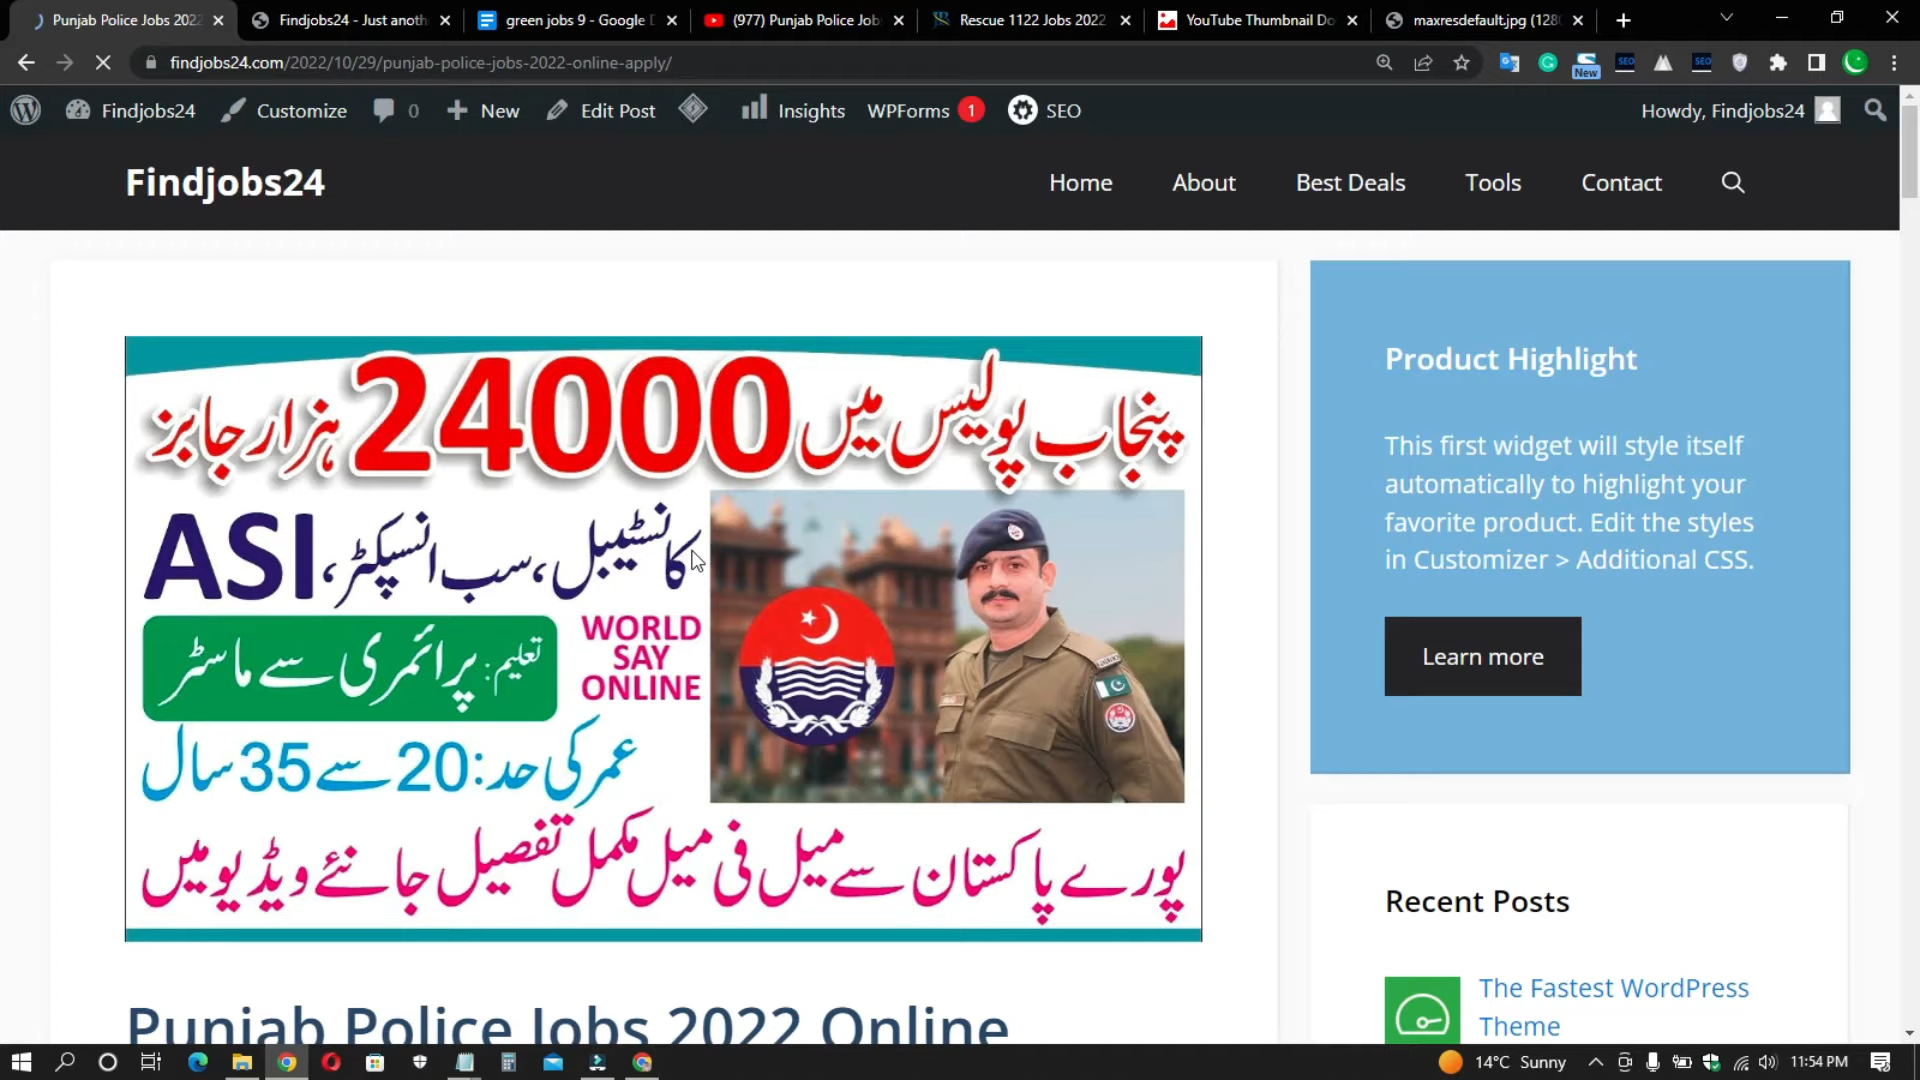 Punjab Police Jobs 2022
Findjobs24 - Just anoth
green jobs 9 - Google D
(977) Punjab Police Job
Rescue 1122 Jobs 2022
YouTube Thumbnail Do
maxresdefault.jpg (128
findjobs24.com/2022/10/29/punjab-police-jobs-2022-online-apply/
SEO
SEO
New
Findjobs24
Customize
0
New
Edit Post
Insights
WPForms 1
SEO
Howdy, Findjobs24
Findjobs24
Home
About
Best Deals
Tools
Contact
پنجاب پولیس میں 24000 ہزار جابز
کانسٹیبل، سب انسپکٹر، ASI
تعلیم: پرائمری سے ماسٹر
WORLD
SAY
ONLINE
عمر کی حد: 20 سے 35 سال
پورے پاکستان سے میل فی میل مکمل تفصیل جانئے ویڈیو میں
Punjab Police Jobs 2022 Online
Product Highlight
This first widget will style itself
automatically to highlight your
favorite product. Edit the styles
in Customizer > Additional CSS.
Learn more
Recent Posts
The Fastest WordPress
Theme
14°C Sunny
11:54 PM